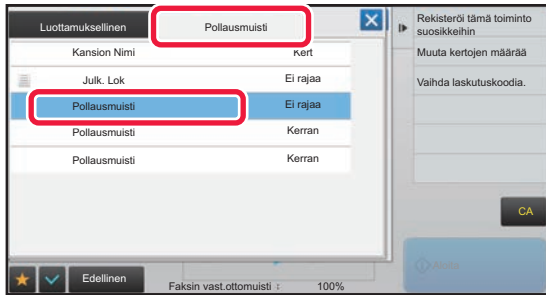 Luottamuksellinen
Pollausmuisti
Kansion Nimi
Kert
Julk. Lok
Ei rajaa
Pollausmuisti
Ei rajaa
Pollausmuisti
Kerran
Pollausmuisti
Kerran
Edellinen
Faksin vast.ottomuisti : 100%
Rekisteröi tämä toiminto
suosikkeihin
Muuta kertojen määrää
Vaihda laskutuskoodia.
CA